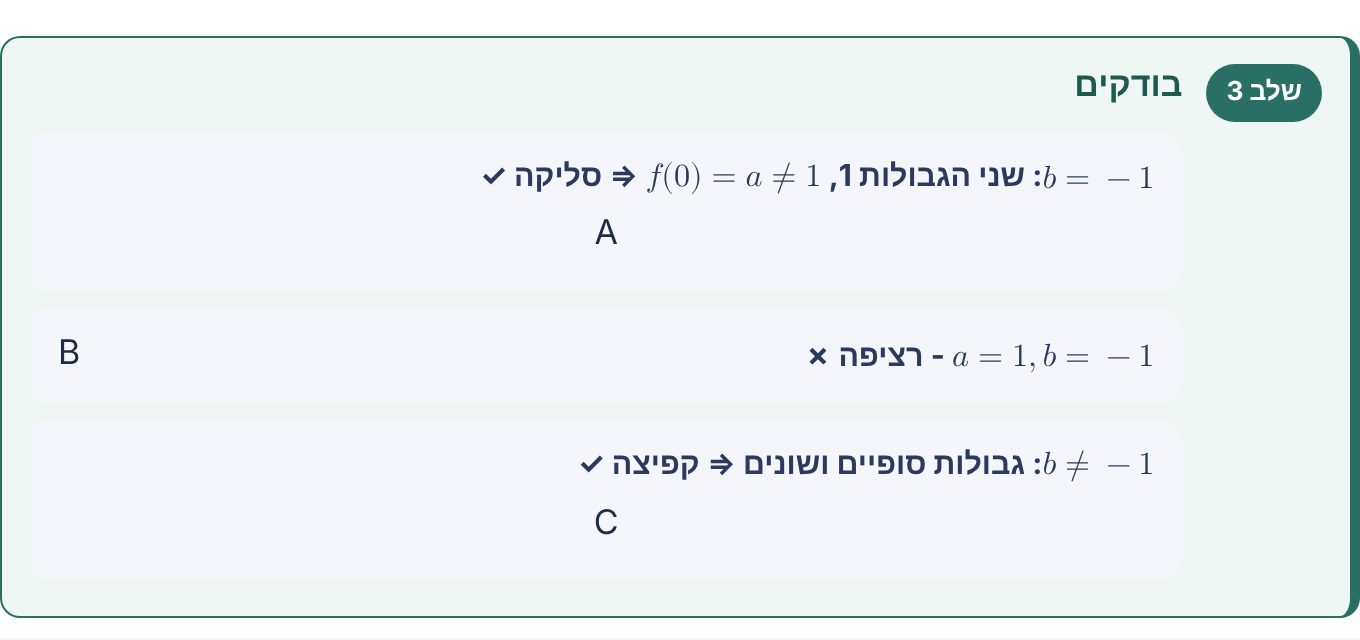 שלב 3
בודקים
b = −1: שני הגבולות 1, f(0) = a ≠ 1 ⇒ סליקה ✓
A
a = 1, b = −1 - רציפה ×
B
b ≠ −1: גבולות סופיים ושונים ⇒ קפיצה ✓
C